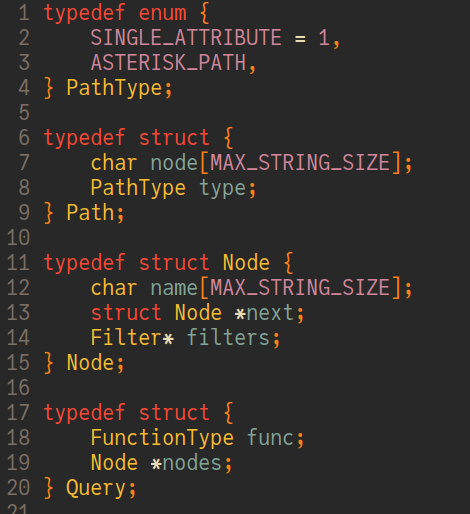 1 typedef enum {
2     SINGLE_ATTRIBUTE = 1,
3     ASTERISK_PATH,
4 } PathType;
5
6 typedef struct {
7     char node[MAX_STRING_SIZE];
8     PathType type;
9 } Path;
10
11 typedef struct Node {
12     char name[MAX_STRING_SIZE];
13     struct Node *next;
14     Filter* filters;
15 } Node;
16
17 typedef struct {
18     FunctionType func;
19     Node *nodes;
20 } Query;
21